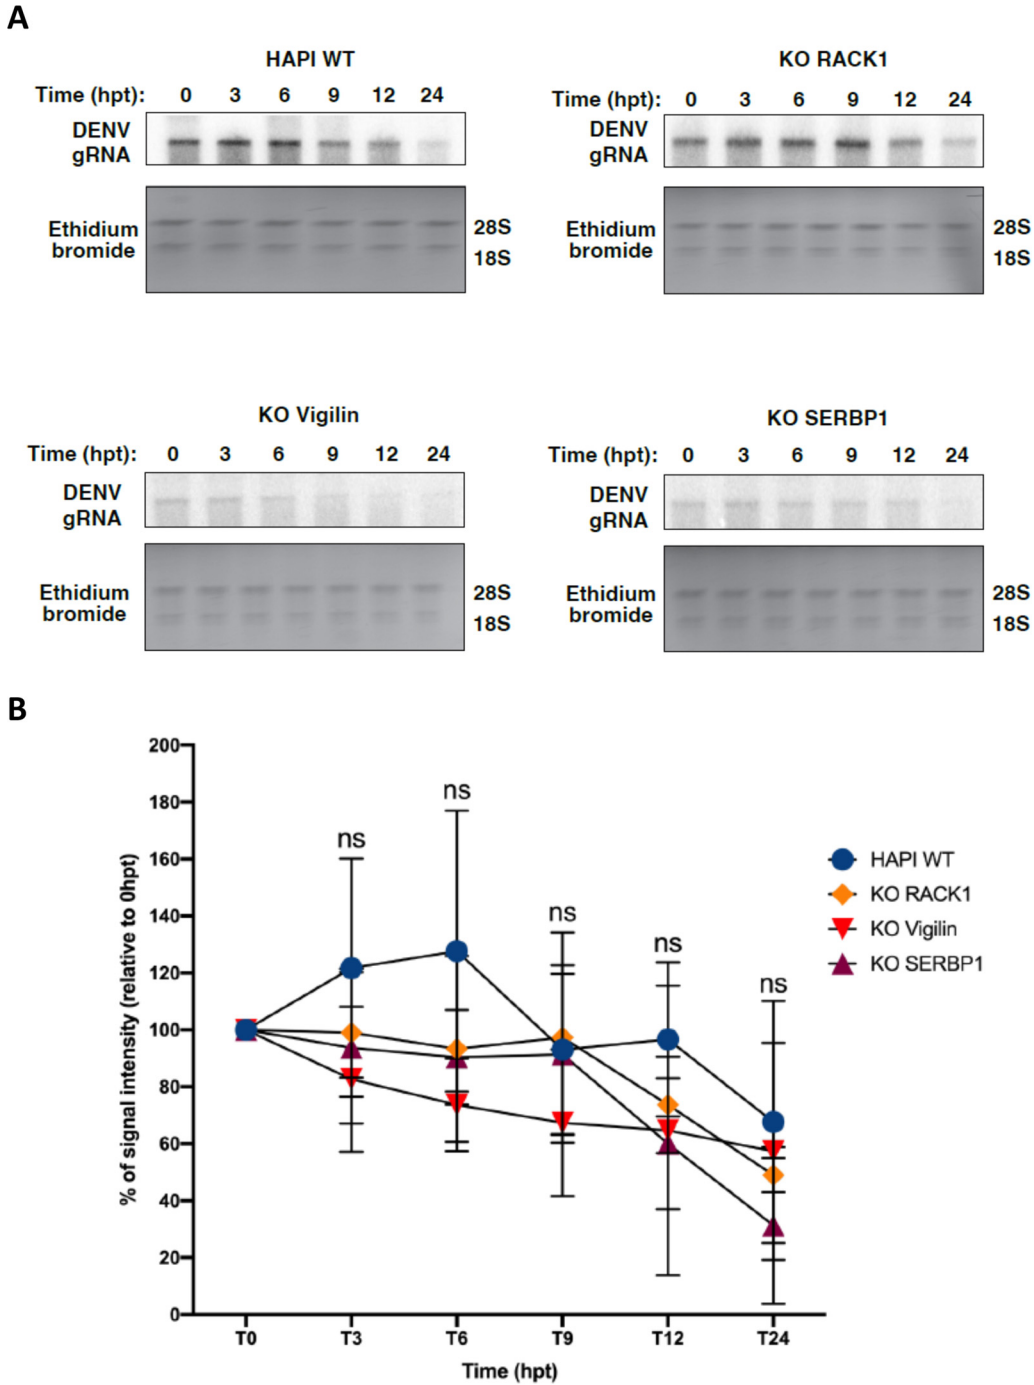 A
HAPI WT
Time (hpt): 0 3 6 9 12 24
DENV
gRNA
Ethidium
bromide
28S
18S
KO RACK1
Time (hpt): 0 3 6 9 12 24
DENV
gRNA
Ethidium
bromide
28S
18S
KO Vigilin
Time (hpt): 0 3 6 9 12 24
DENV
gRNA
Ethidium
bromide
28S
18S
KO SERBP1
Time (hpt): 0 3 6 9 12 24
DENV
gRNA
Ethidium
bromide
28S
18S
B
% of signal intensity (relative to 0hpt)
200
180
160
140
120
100
80
60
40
20
0
ns
ns
ns
ns
ns
HAPI WT
KO RACK1
KO Vigilin
KO SERBP1
T0 T3 T6 T9 T12 T24
Time (hpt)